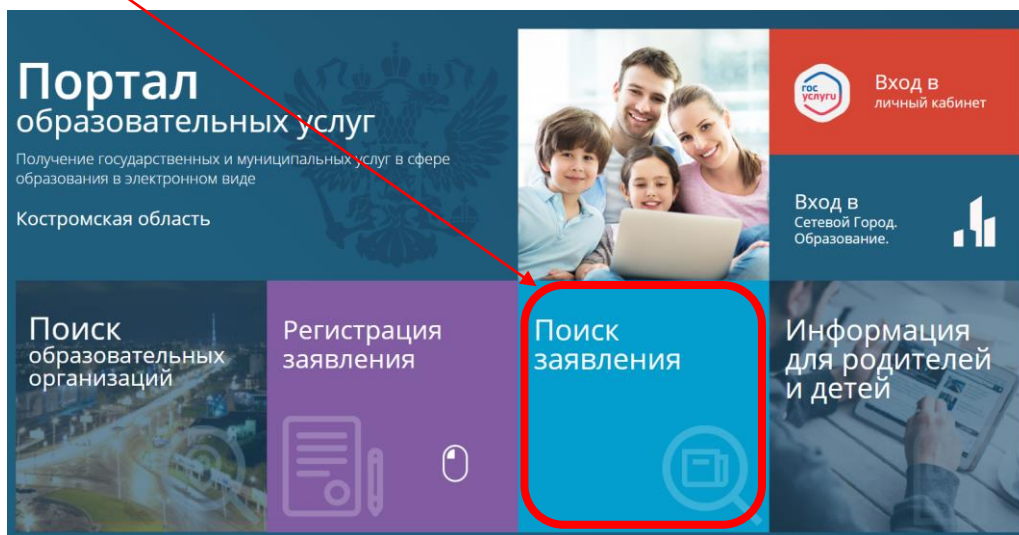 Портал
образовательных услуг
Получение государственных и муниципальных услуг в сфере
образования в электронном виде
Костромская область
гос
услуги
Вход в
личный кабинет
Вход в
Сетевой Город.
Образование.
Поиск
образовательных
организаций
Регистрация
заявления
Поиск
заявления
Информация
для родителей
и детей